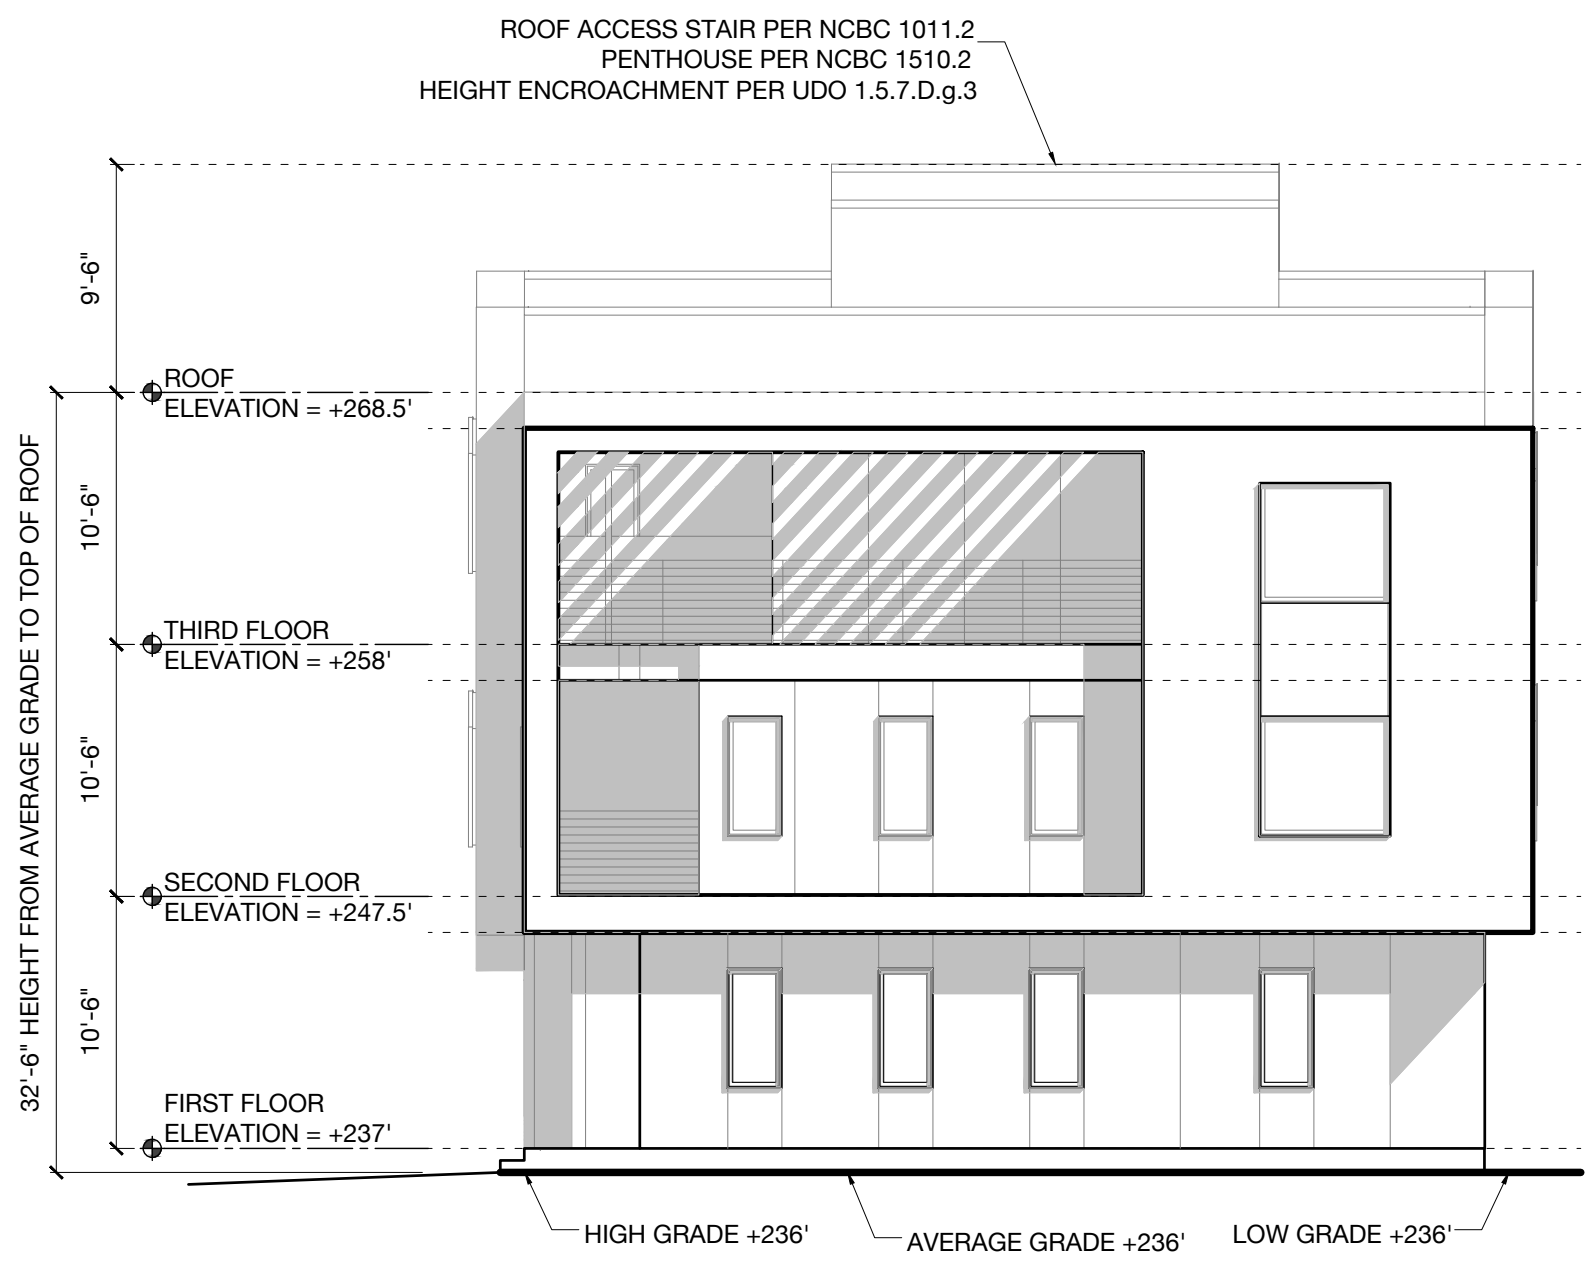 ROOF ACCESS STAIR PER NCBC 1011.2
PENTHOUSE PER NCBC 1510.2
HEIGHT ENCROACHMENT PER UDO 1.5.7.D.g.3
9'-6"
ROOF
ELEVATION = +268.5'
10'-6"
THIRD FLOOR
ELEVATION = +258'
32'-6" HEIGHT FROM AVERAGE GRADE TO TOP OF ROOF
10'-6"
SECOND FLOOR
ELEVATION = +247.5'
10'-6"
FIRST FLOOR
ELEVATION = +237'
HIGH GRADE +236'
AVERAGE GRADE +236'
LOW GRADE +236'